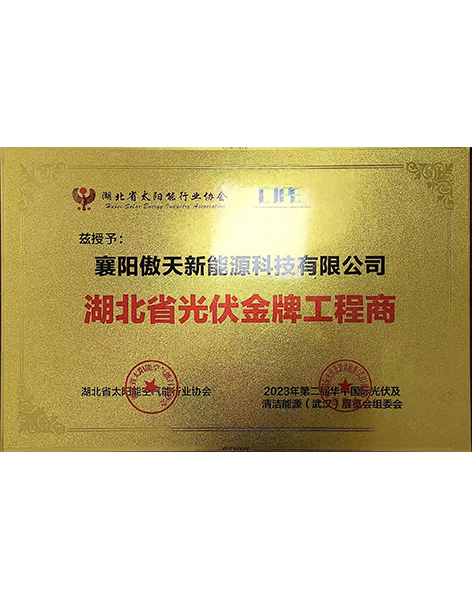 湖北省太阳能行业协会
Hubei Solar Energy Industry Association
兹授予：
襄阳傲天新能源科技有限公司
湖北省光伏金牌工程商
湖北省太阳能空气能行业协会
2023年第二届华中国际光伏及
清洁能源（武汉）展览会组委会